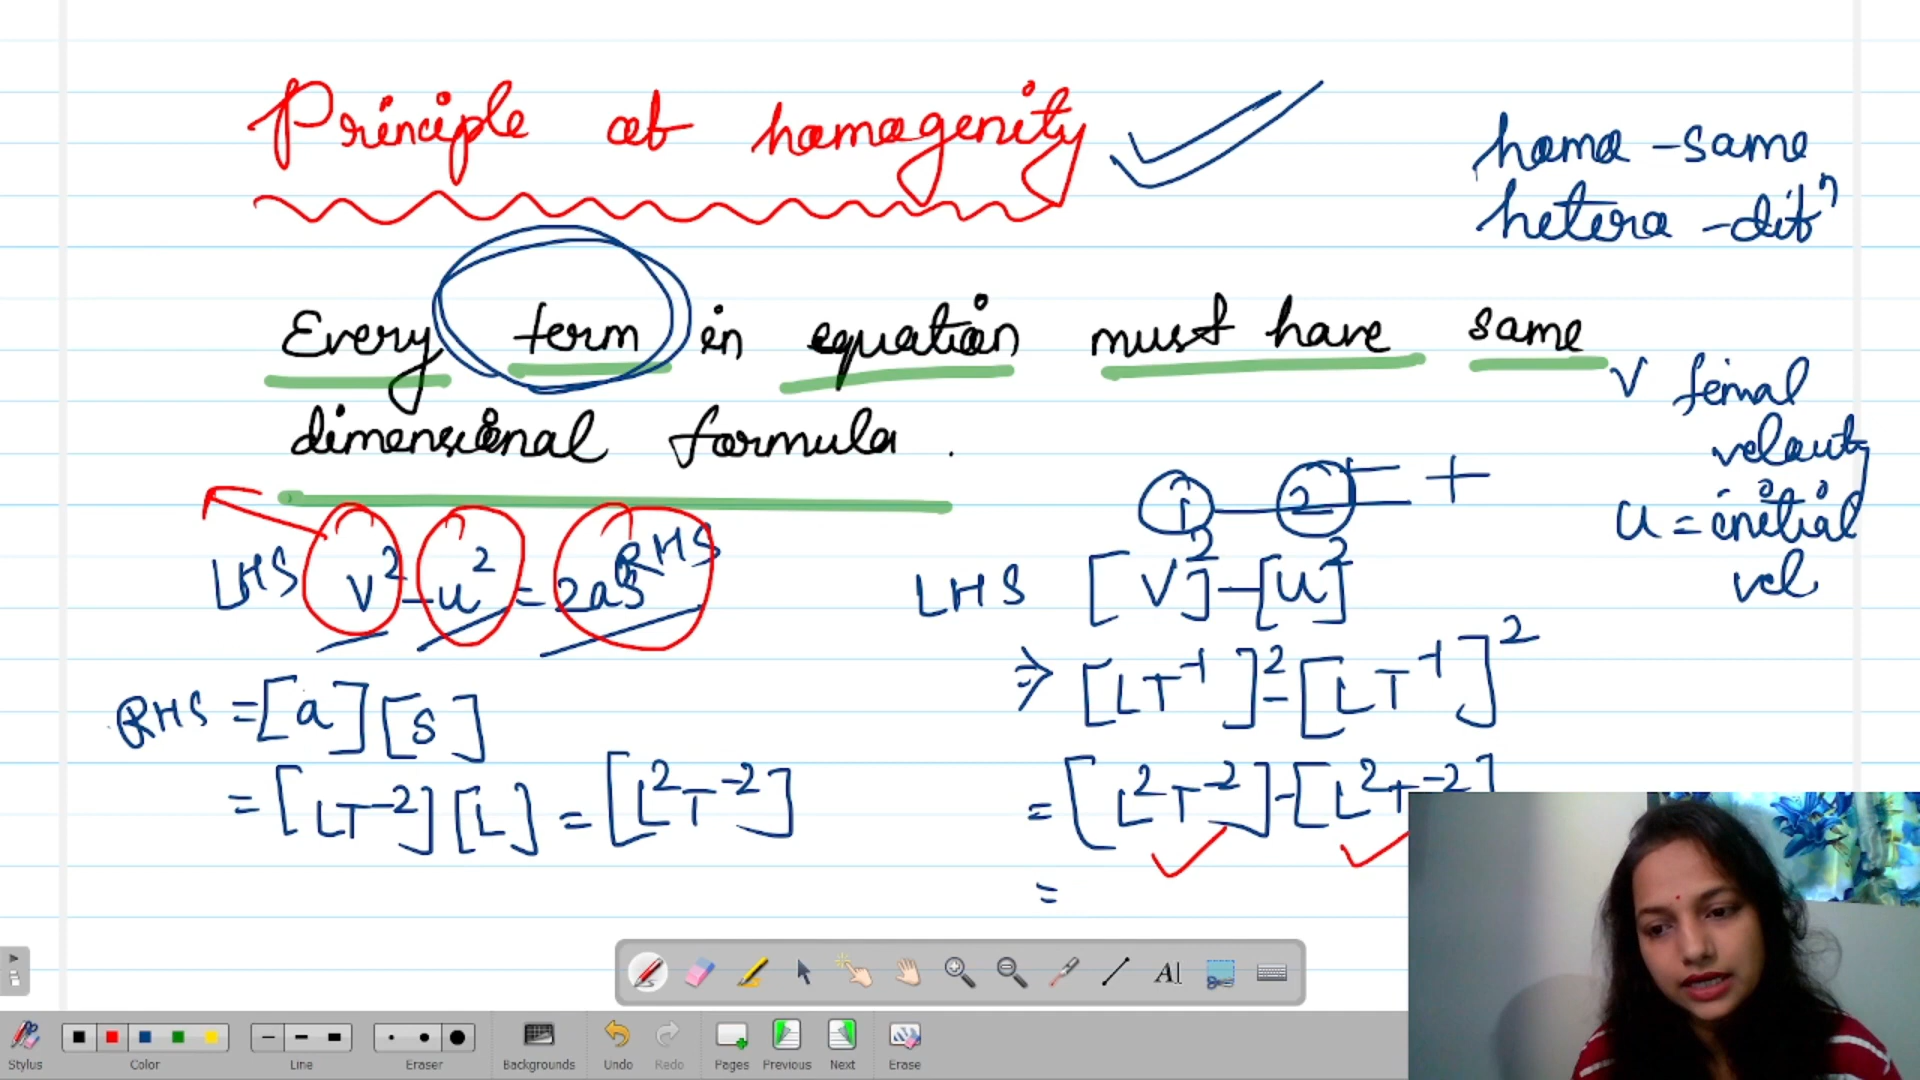 Principle of homogenity
homo - same
hetero - dif^n
Every term in equation must have same
dimensional formula.
V final
velocity
u = initial
vel
1 2 +
LHS V² - u² = 2as RHS
LHS [V]² - [u]²
⇒ [LT⁻¹]² - [LT⁻¹]²
RHS = [a] [s]
= [LT⁻²] [L] = [L²T⁻²]
= [L²T⁻²] - [L²T⁻²]
=
AI
Stylus Color Line Eraser Backgrounds Undo Redo Pages Previous Next Erase